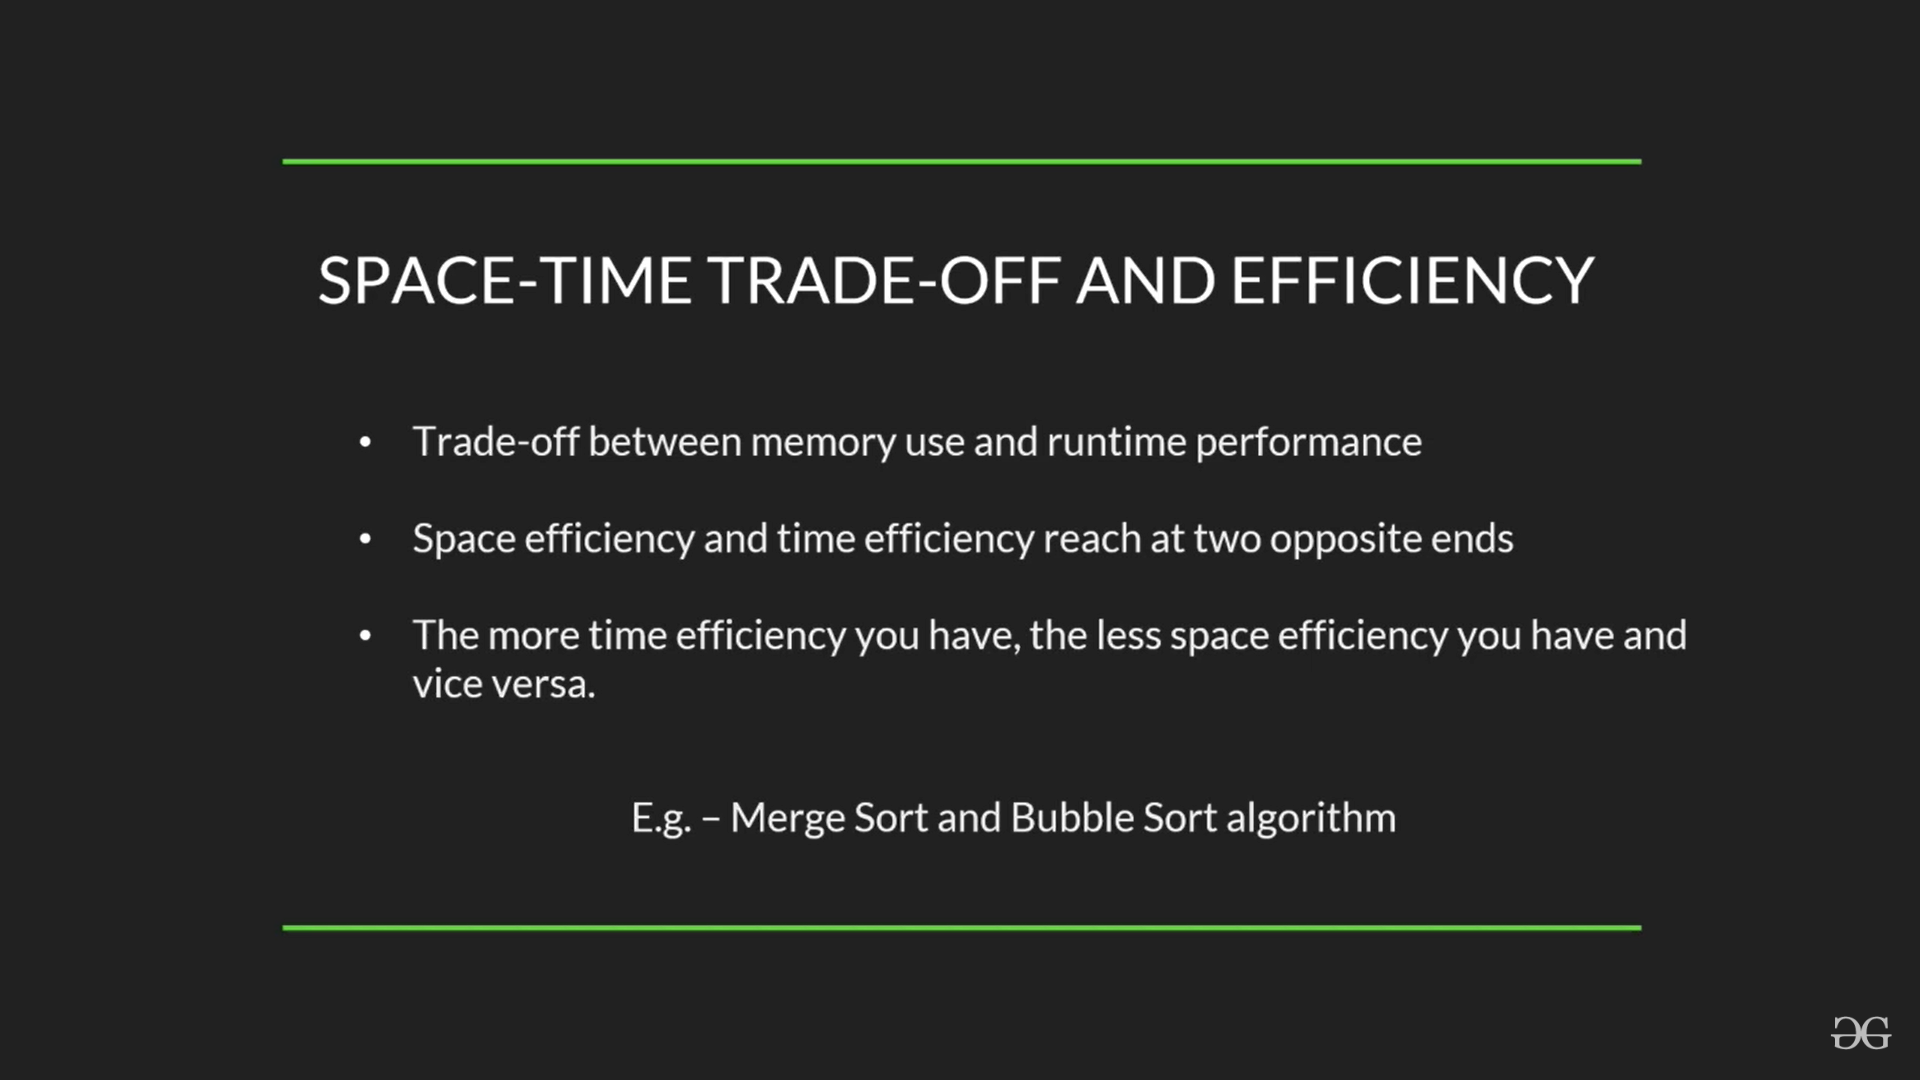 SPACE-TIME TRADE-OFF AND EFFICIENCY
• Trade-off between memory use and runtime performance
• Space efficiency and time efficiency reach at two opposite ends
• The more time efficiency you have, the less space efficiency you have and
vice versa.
E.g. – Merge Sort and Bubble Sort algorithm